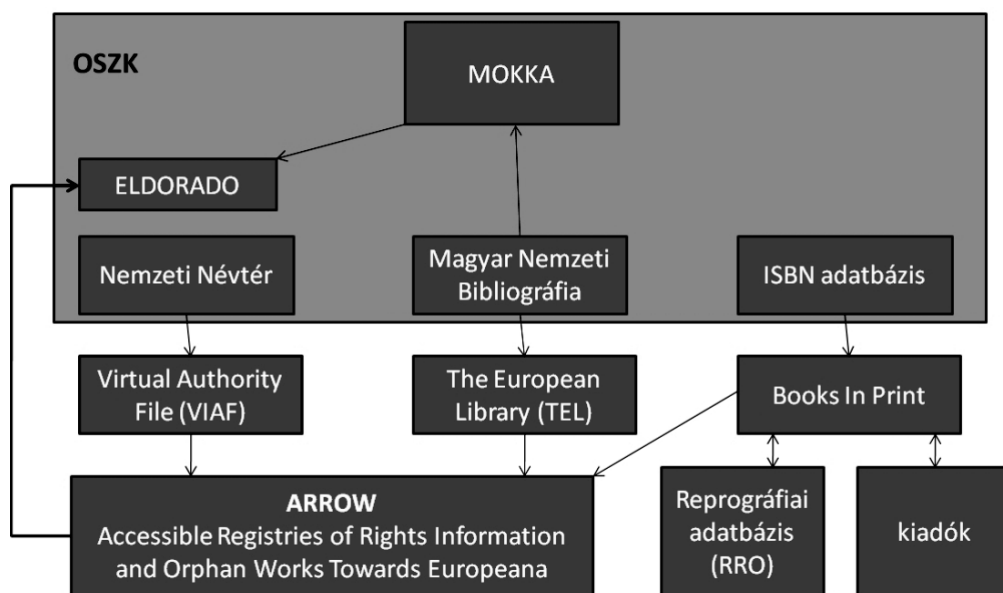 OSZK
MOKKA
ELDORADO
Nemzeti Névtér
Magyar Nemzeti
Bibliográfia
ISBN adatbázis
Virtual Authority
File (VIAF)
The European
Library (TEL)
Books In Print
ARROW
Accessible Registries of Rights Information
and Orphan Works Towards Europeana
Reprográfiai
adatbázis
(RRO)
kiadók